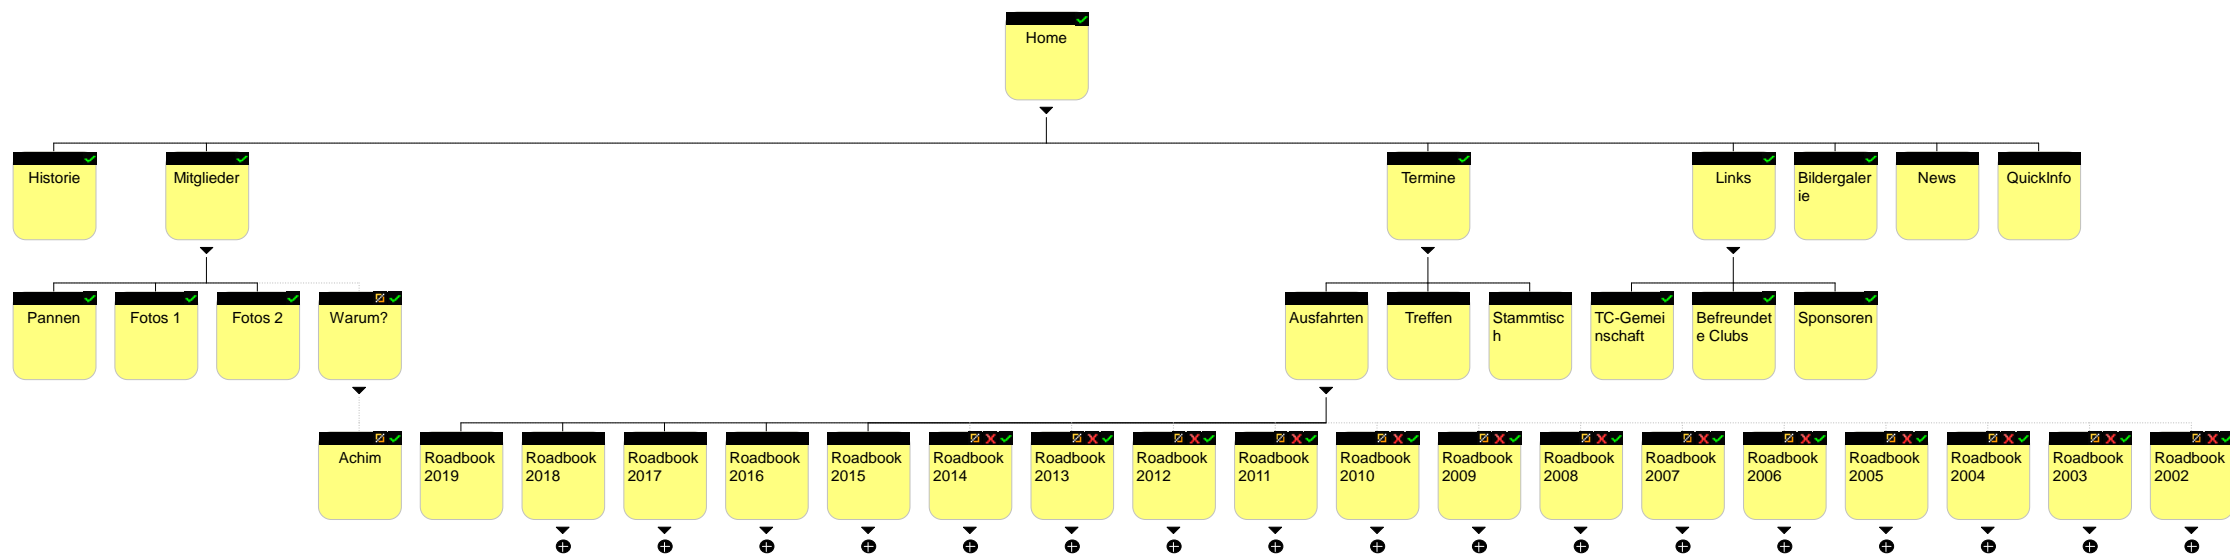 Home
Historie
Mitglieder
Termine
Links
Bildergaler
ie
News
QuickInfo
Pannen
Fotos 1
Fotos 2
Warum?
Ausfahrten
Treffen
Stammtisc
h
TC-Gemei
nschaft
Befreundet
e Clubs
Sponsoren
Achim
Roadbook
2019
Roadbook
2018
Roadbook
2017
Roadbook
2016
Roadbook
2015
Roadbook
2014
Roadbook
2013
Roadbook
2012
Roadbook
2011
Roadbook
2010
Roadbook
2009
Roadbook
2008
Roadbook
2007
Roadbook
2006
Roadbook
2005
Roadbook
2004
Roadbook
2003
Roadbook
2002